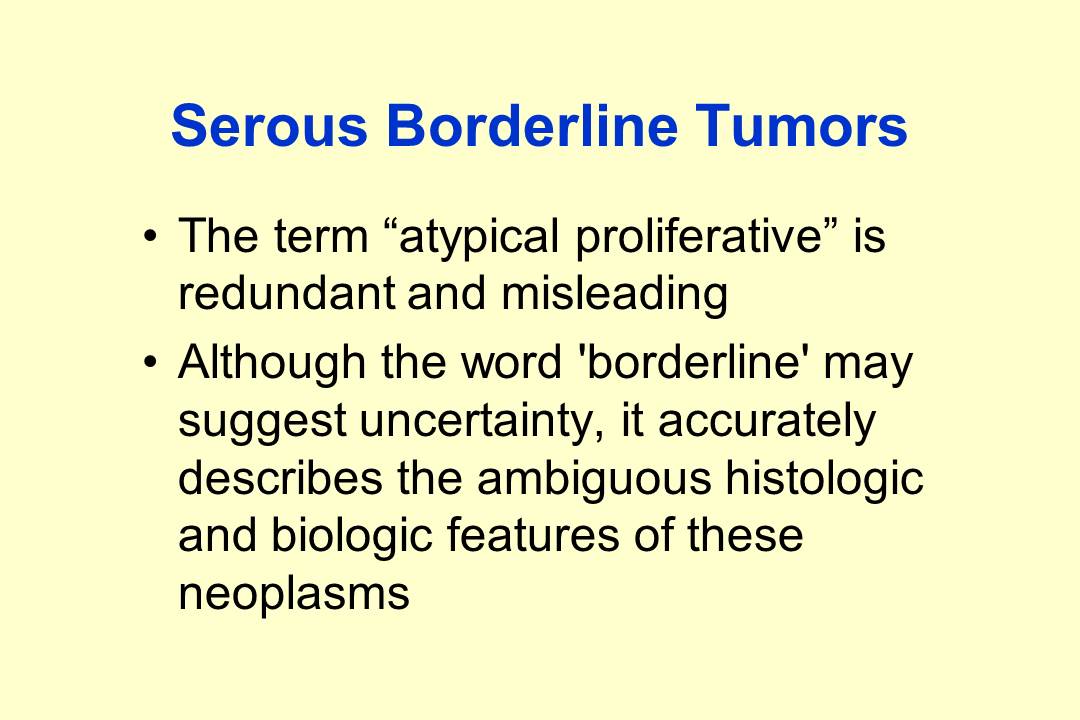 Serous Borderline Tumors
• The term “atypical proliferative” is
redundant and misleading
• Although the word 'borderline' may
suggest uncertainty, it accurately
describes the ambiguous histologic
and biologic features of these
neoplasms